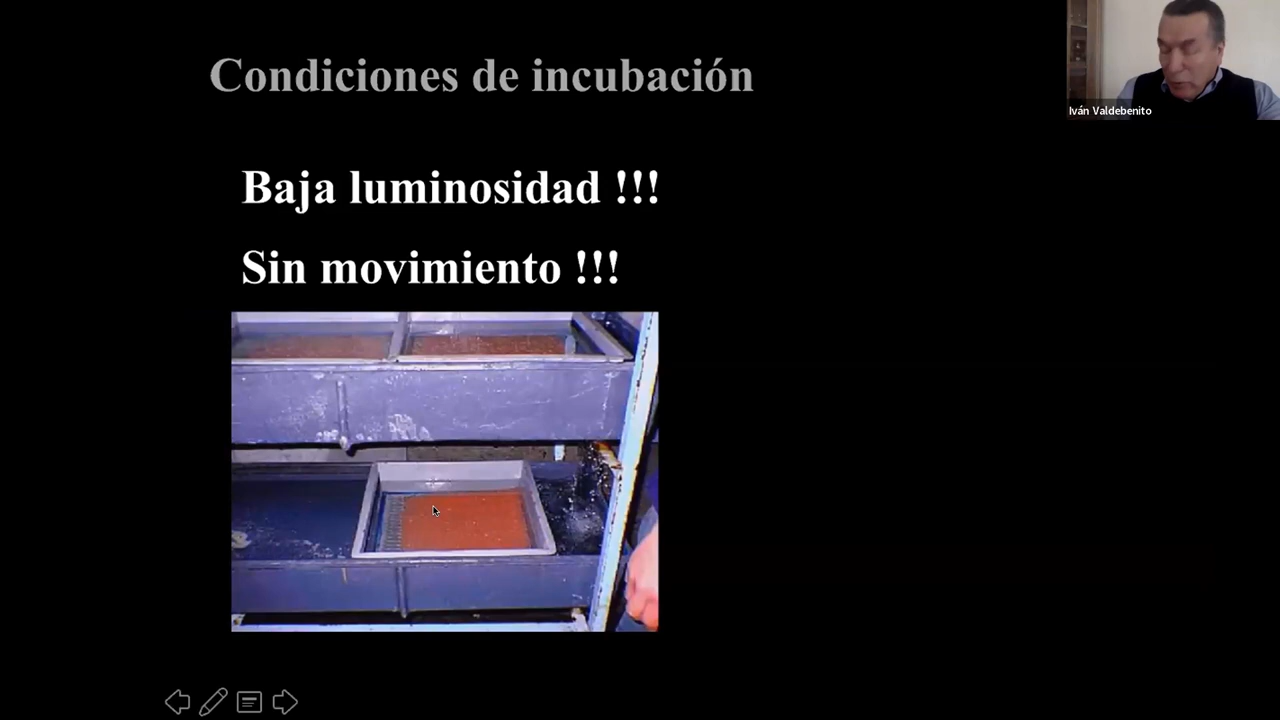 Condiciones de incubación
Iván Valdebenito
Baja luminosidad !!!
Sin movimiento !!!